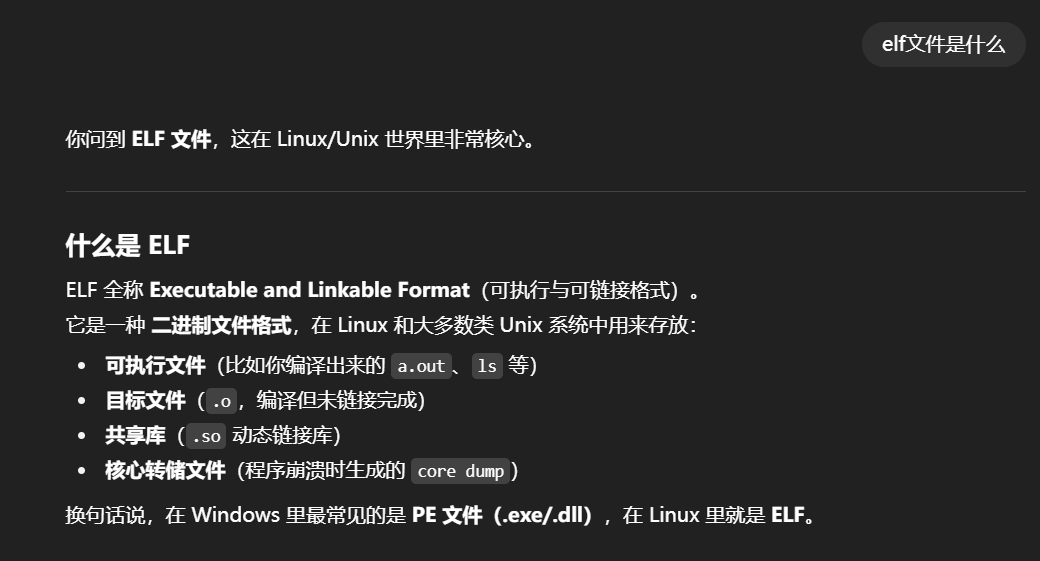 elf文件是什么
你问到 ELF 文件，这在 Linux/Unix 世界里非常核心。
什么是 ELF
ELF 全称 Executable and Linkable Format（可执行与可链接格式）。
它是一种 二进制文件格式，在 Linux 和大多数类 Unix 系统中用来存放：
• 可执行文件（比如你编译出来的 a.out、ls 等）
• 目标文件（.o，编译但未链接完成）
• 共享库（.so 动态链接库）
• 核心转储文件（程序崩溃时生成的 core dump）
换句话说，在 Windows 里最常见的是 PE 文件（.exe/.dll），在 Linux 里就是 ELF。